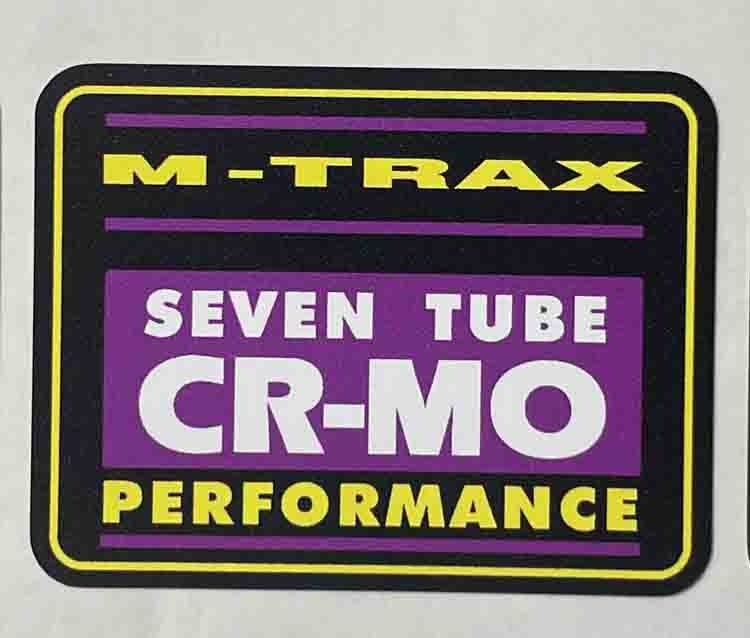 M-TRAX
SEVEN TUBE
CR-MO
PERFORMANCE